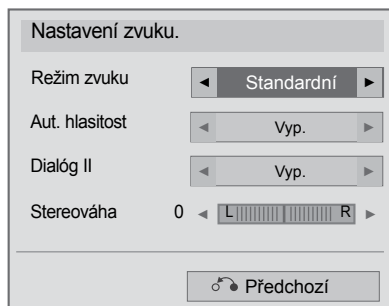 Nastavení zvuku.
Režim zvuku ◄ Standardní ►
Aut. hlasitost ◄ Vyp. ►
Dialóg II ◄ Vyp. ►
Stereováha 0 ◄ L R ►
Předchozí